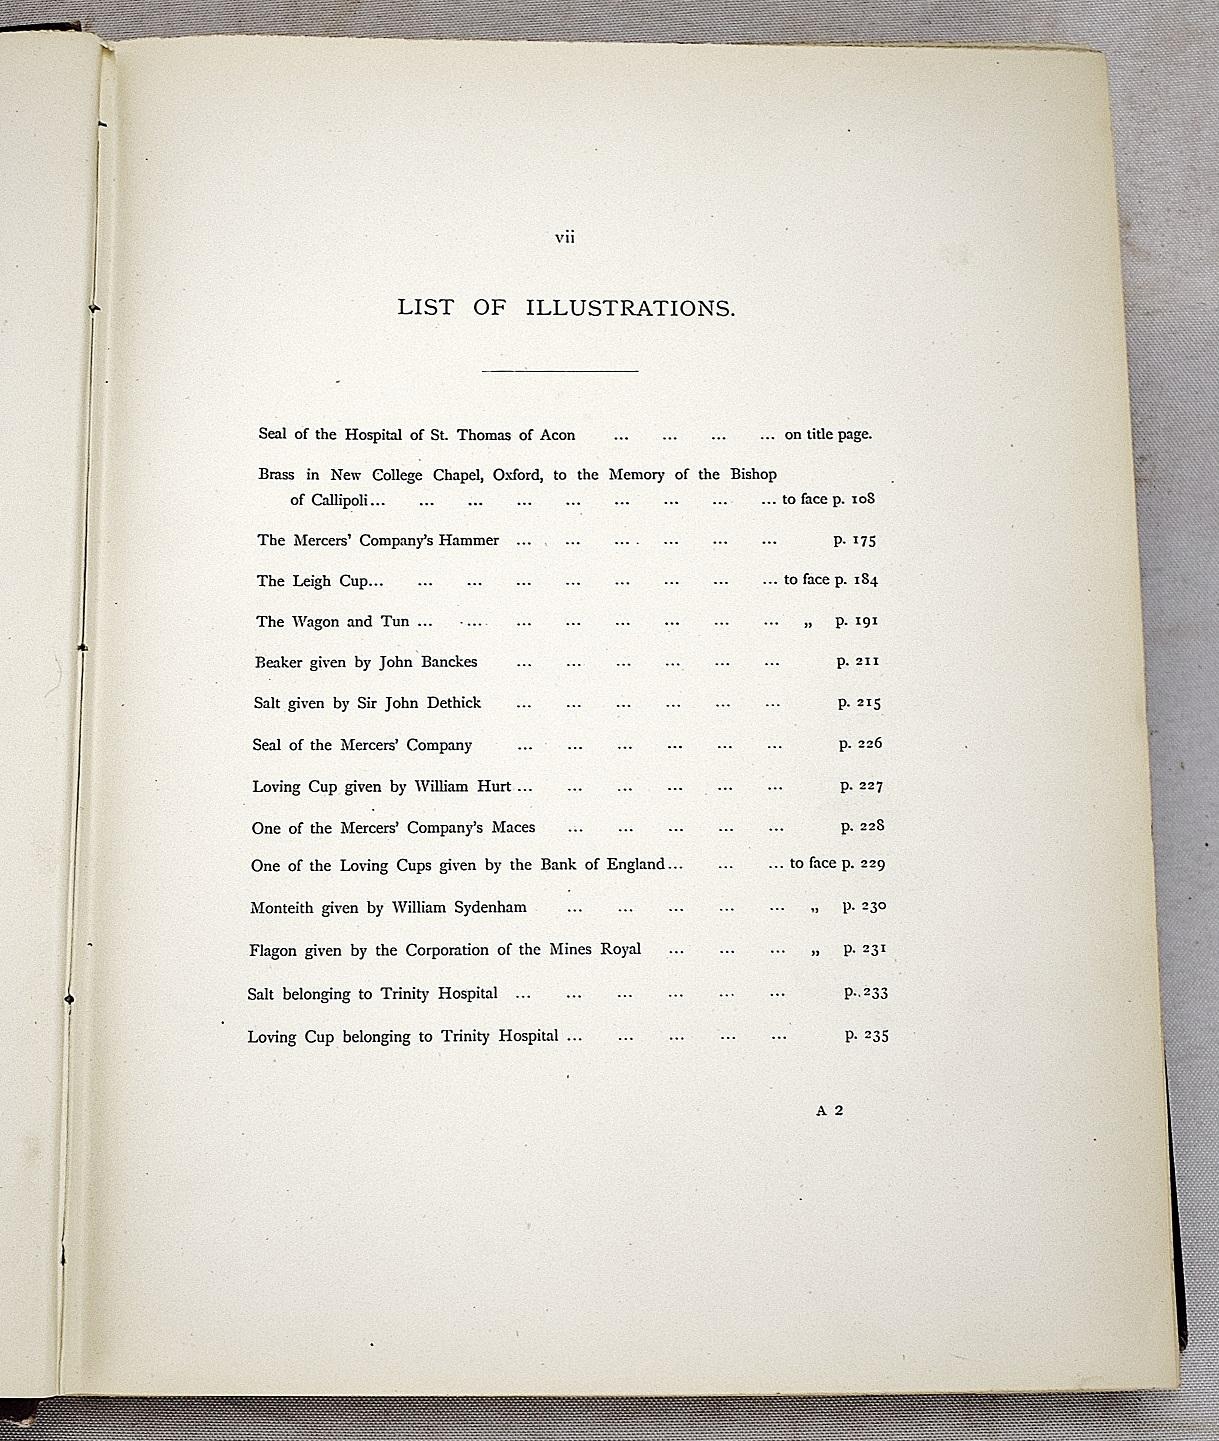 vii
LIST OF ILLUSTRATIONS.
Seal of the Hospital of St. Thomas of Acon ... ... ... ... on title page.
Brass in New College Chapel, Oxford, to the Memory of the Bishop
of Callipoli... ... ... ... ... ... ... ... ... to face p. 108
The Mercers' Company's Hammer ... ... ... ... ... ... p. 175
The Leigh Cup... ... ... ... ... ... ... ... ... to face p. 184
The Wagon and Tun ... ... ... ... ... ... ... ... „ p. 191
Beaker given by John Banckes ... ... ... ... ... ... p. 211
Salt given by Sir John Dethick ... ... ... ... ... ... p. 215
Seal of the Mercers' Company ... ... ... ... ... ... p. 226
Loving Cup given by William Hurt ... ... ... ... ... ... p. 227
One of the Mercers' Company's Maces ... ... ... ... ... p. 228
One of the Loving Cups given by the Bank of England... ... ... to face p. 229
Monteith given by William Sydenham ... ... ... ... ... „ p. 230
Flagon given by the Corporation of the Mines Royal ... ... ... „ p. 231
Salt belonging to Trinity Hospital ... ... ... ... ... ... p. 233
Loving Cup belonging to Trinity Hospital ... ... ... ... ... p. 235
A 2